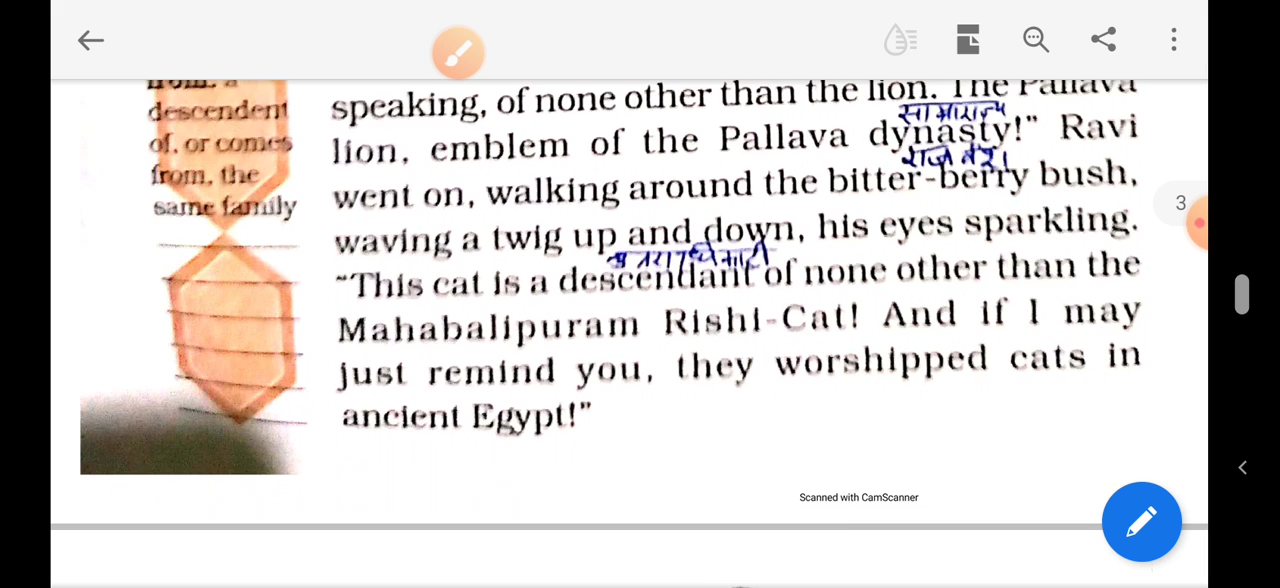 from, a
descendent
of, or comes
from, the
same family
speaking, of none other than the lion. The Pallava
साम्राज्य
lion, emblem of the Pallava dynasty!" Ravi
went on, walking around the bitter-berry bush,
waving a twig up and down, his eyes sparkling.
"This cat is a descendant of none other than the
Mahabalipuram Rishi-Cat! And if I may
just remind you, they worshipped cats in
ancient Egypt!"
3
Scanned with CamScanner